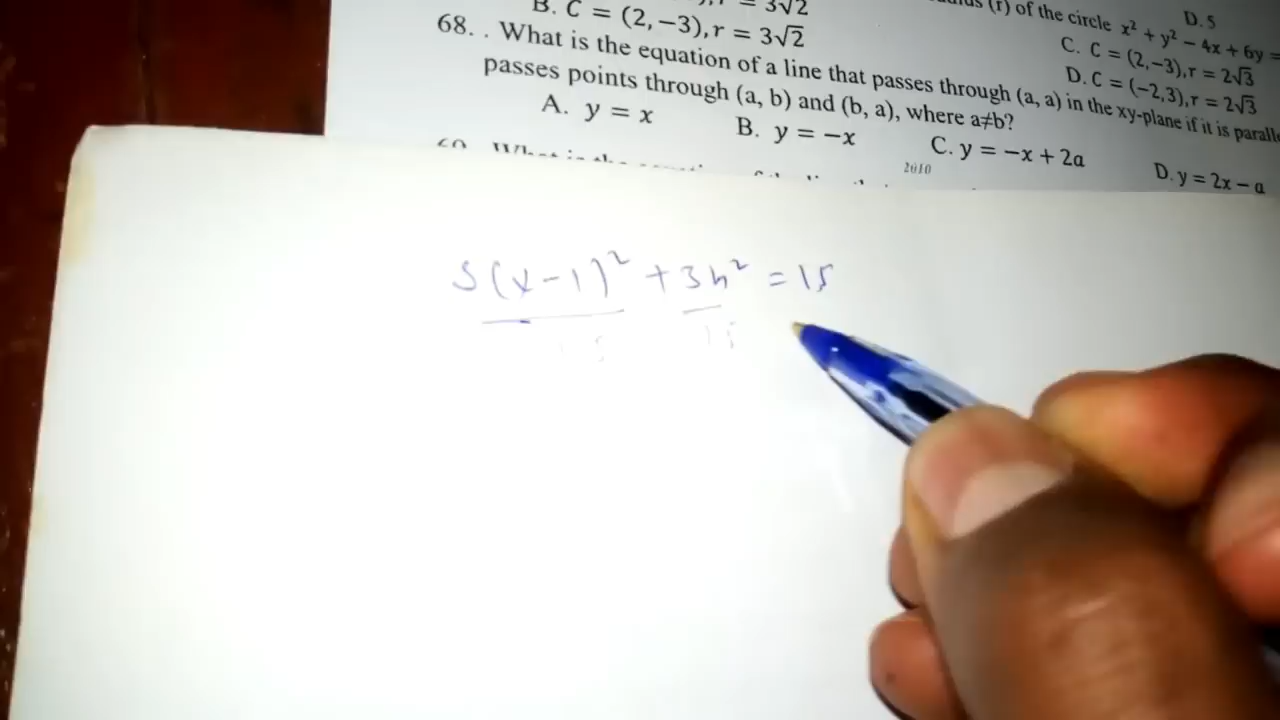 r = 3√2
D. 5
B. C = (2, −3), r = 3√2
(r) of the circle x² + y² − 4x + 6y =
C. C = (2, −3), r = 2√3
D. C = (−2,3), r = 2√3
68. . What is the equation of a line that passes through (a, a) in the xy-plane if it is
passes points through (a, b) and (b, a), where a≠b?
A. y = x
B. y = −x
C. y = −x + 2a
D. y = 2x − a
2010
5(x−1)² + 3h² = 15
15 15